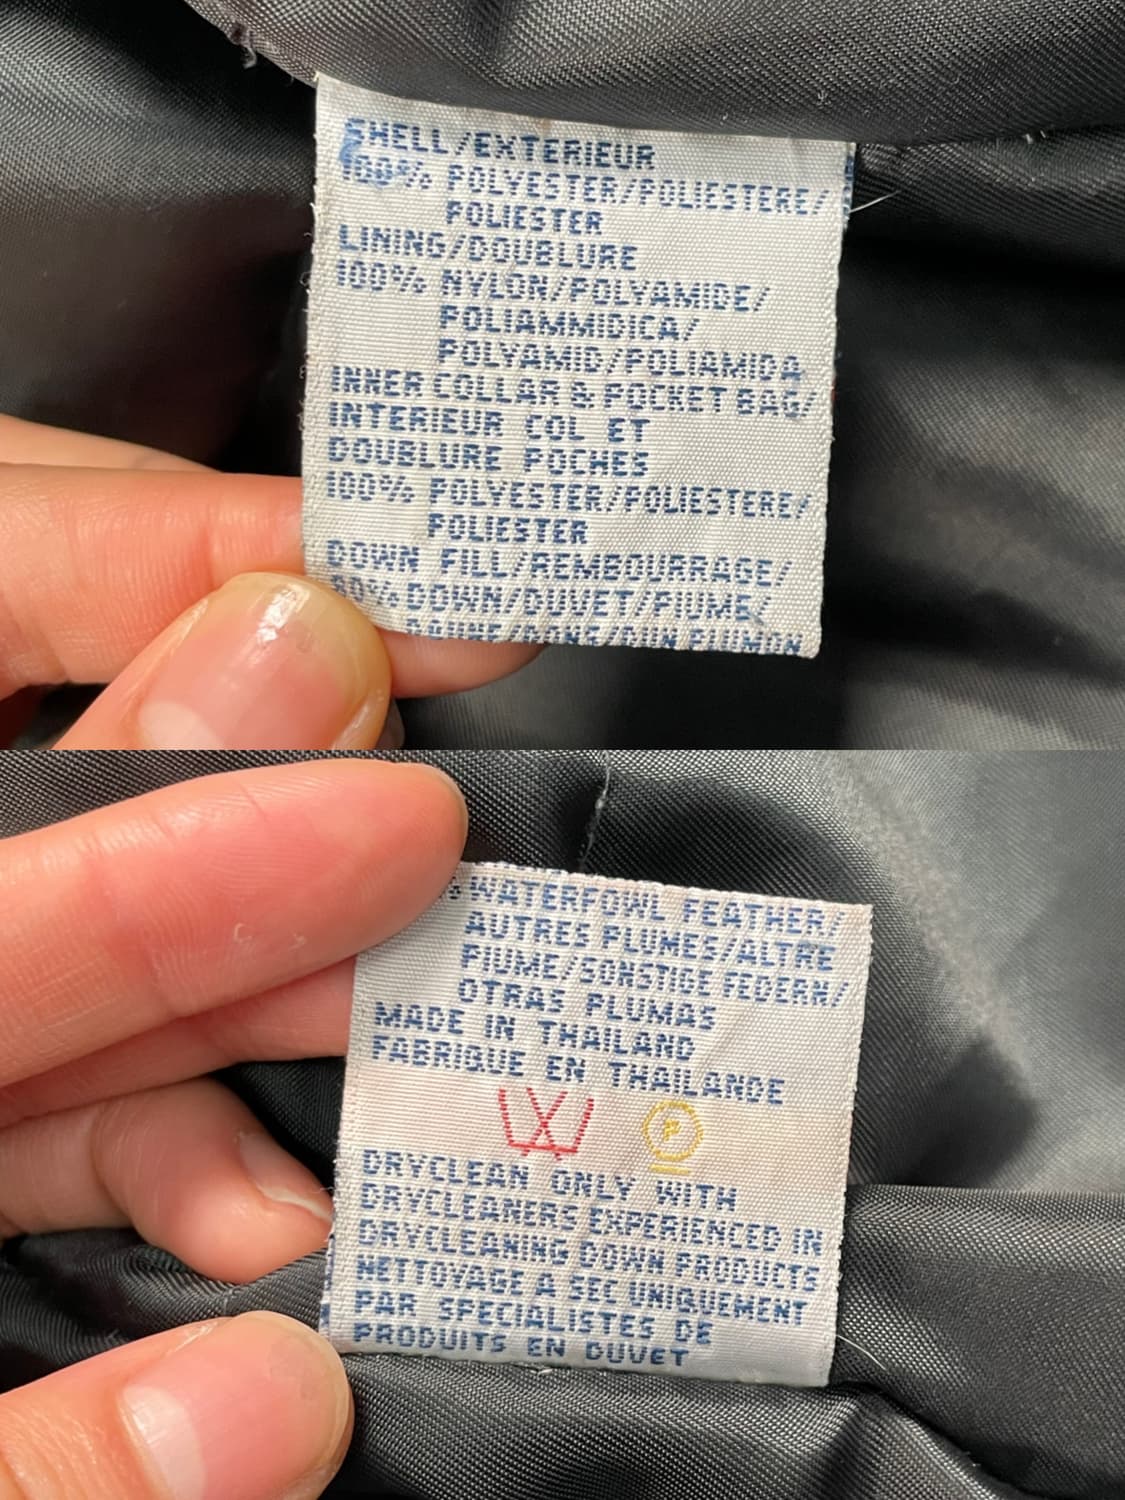 SHELL/EXTERIEUR
100% POLYESTER/POLIESTERE/
POLIESTER
LINING/DOUBLURE
100% NYLON/POLYAMIDE/
POLIAMMIDICA/
POLYAMID/POLIAMIDA
INNER COLLAR & POCKET BAG/
INTERIEUR COL ET
DOUBLURE POCHES
100% POLYESTER/POLIESTERE/
POLIESTER
DOWN FILL/REMBOURRAGE/
DOWN/DUVET/PIUME/
WATERFOWL FEATHER/
AUTRES PLUMES/ALTRE
PIUME/SONSTIGE FEDERN/
OTRAS PLUMAS
MADE IN THAILAND
FABRIQUE EN THAILANDE
P
DRYCLEAN ONLY WITH
DRYCLEANERS EXPERIENCED IN
DRYCLEANING DOWN PRODUCTS
NETTOYAGE A SEC UNIQUEMENT
PAR SPECIALISTES DE
PRODUITS EN DUVET